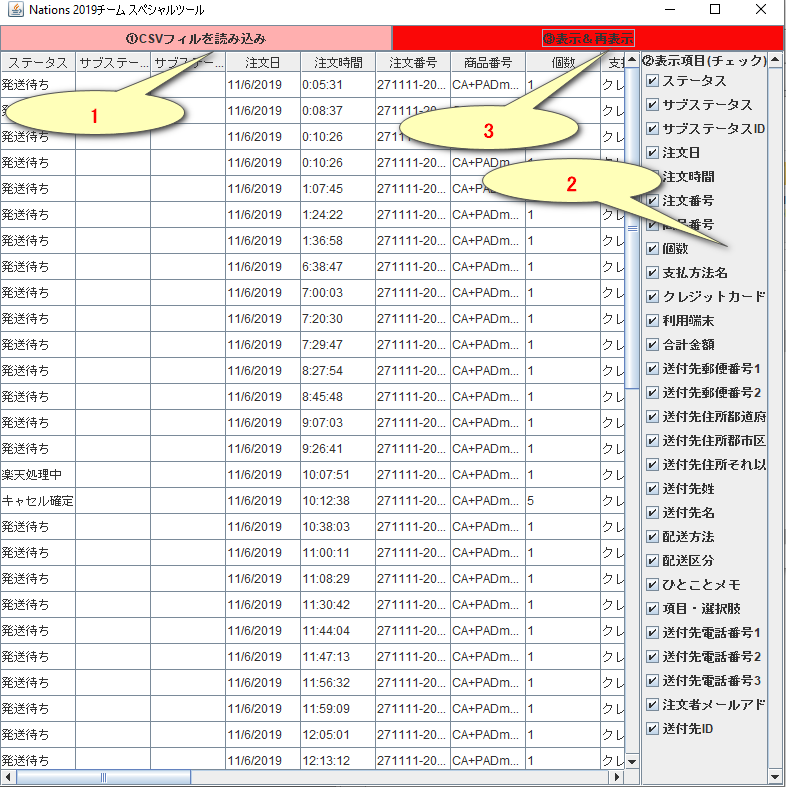 Nations 2019チーム スペシャルツール
①CSVフィルを読み込み ③表示&再表示
ステータス サブステー... サブステー... 注文日 注文時間 注文番号 商品番号 個数 支
発送待ち 11/6/2019 0:05:31 271111-20... CA+PADm... 1 クレ
11/6/2019 0:08:37 271111-20...
発送待ち 11/6/2019 0:10:26
発送待ち 11/6/2019 0:10:26 271111-20... CA+PADm...
発送待ち 11/6/2019 1:07:45 271111-20... CA+PADm...
発送待ち 11/6/2019 1:24:22 271111-20... CA+PADm... 1 クレ
発送待ち 11/6/2019 1:36:58 271111-20... CA+PADm... 1 クレ
発送待ち 11/6/2019 6:38:47 271111-20... CA+PADm... 1 クレ
発送待ち 11/6/2019 7:00:03 271111-20... CA+PADm... 1 クレ
発送待ち 11/6/2019 7:20:30 271111-20... CA+PADm... 1 クレ
発送待ち 11/6/2019 7:29:47 271111-20... CA+PADm... 1 クレ
発送待ち 11/6/2019 8:27:54 271111-20... CA+PADm... 1 クレ
発送待ち 11/6/2019 8:45:48 271111-20... CA+PADm... 1 クレ
発送待ち 11/6/2019 9:07:03 271111-20... CA+PADm... 1 クレ
発送待ち 11/6/2019 9:26:41 271111-20... CA+PADm... 1 クレ
楽天処理中 11/6/2019 10:07:51 271111-20... CA+PADm... 1 クレ
キャセル確定 11/6/2019 10:12:38 271111-20... CA+PADm... 5 クレ
発送待ち 11/6/2019 10:38:03 271111-20... CA+PADm... 1 クレ
発送待ち 11/6/2019 11:00:11 271111-20... CA+PADm... 1 クレ
発送待ち 11/6/2019 11:08:29 271111-20... CA+PADm... 1 クレ
発送待ち 11/6/2019 11:30:42 271111-20... CA+PADm... 1 クレ
発送待ち 11/6/2019 11:44:04 271111-20... CA+PADm... 1 クレ
発送待ち 11/6/2019 11:47:13 271111-20... CA+PADm... 1 クレ
発送待ち 11/6/2019 11:56:32 271111-20... CA+PADm... 1 クレ
発送待ち 11/6/2019 11:59:09 271111-20... CA+PADm... 1 クレ
発送待ち 11/6/2019 12:05:01 271111-20... CA+PADm... 1 クレ
発送待ち 11/6/2019 12:13:12 271111-20... CA+PADm... 1 クレ
1
3
2
②表示項目(チェック)
ステータス
サブステータス
サブステータスID
注文日
注文時間
注文番号
商品番号
個数
支払方法名
クレジットカード
利用端末
合計金額
送付先郵便番号1
送付先郵便番号2
送付先住所都道府
送付先住所郡市区
送付先住所それ以
送付先姓
送付先名
配送方法
配送区分
ひとことメモ
項目・選択肢
送付先電話番号1
送付先電話番号2
送付先電話番号3
注文者メールアド
送付先ID